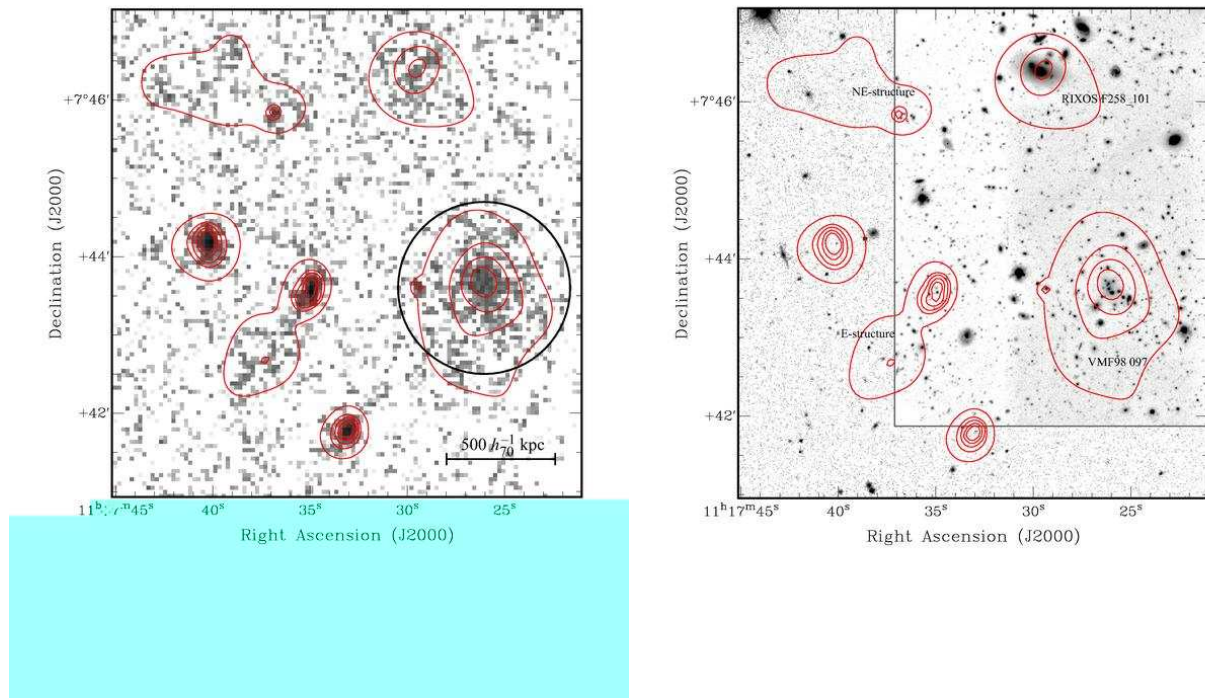 +7°46′
+44′
+42′
Declination (J2000)
500 h₇₀⁻¹ kpc
11ʰ17ᵐ45ˢ 40ˢ 35ˢ 30ˢ 25ˢ
Right Ascension (J2000)
+7°46′
+44′
+42′
Declination (J2000)
NE-structure
RIXOS F258_101
E-structure
VMF98 097
11ʰ17ᵐ45ˢ 40ˢ 35ˢ 30ˢ 25ˢ
Right Ascension (J2000)